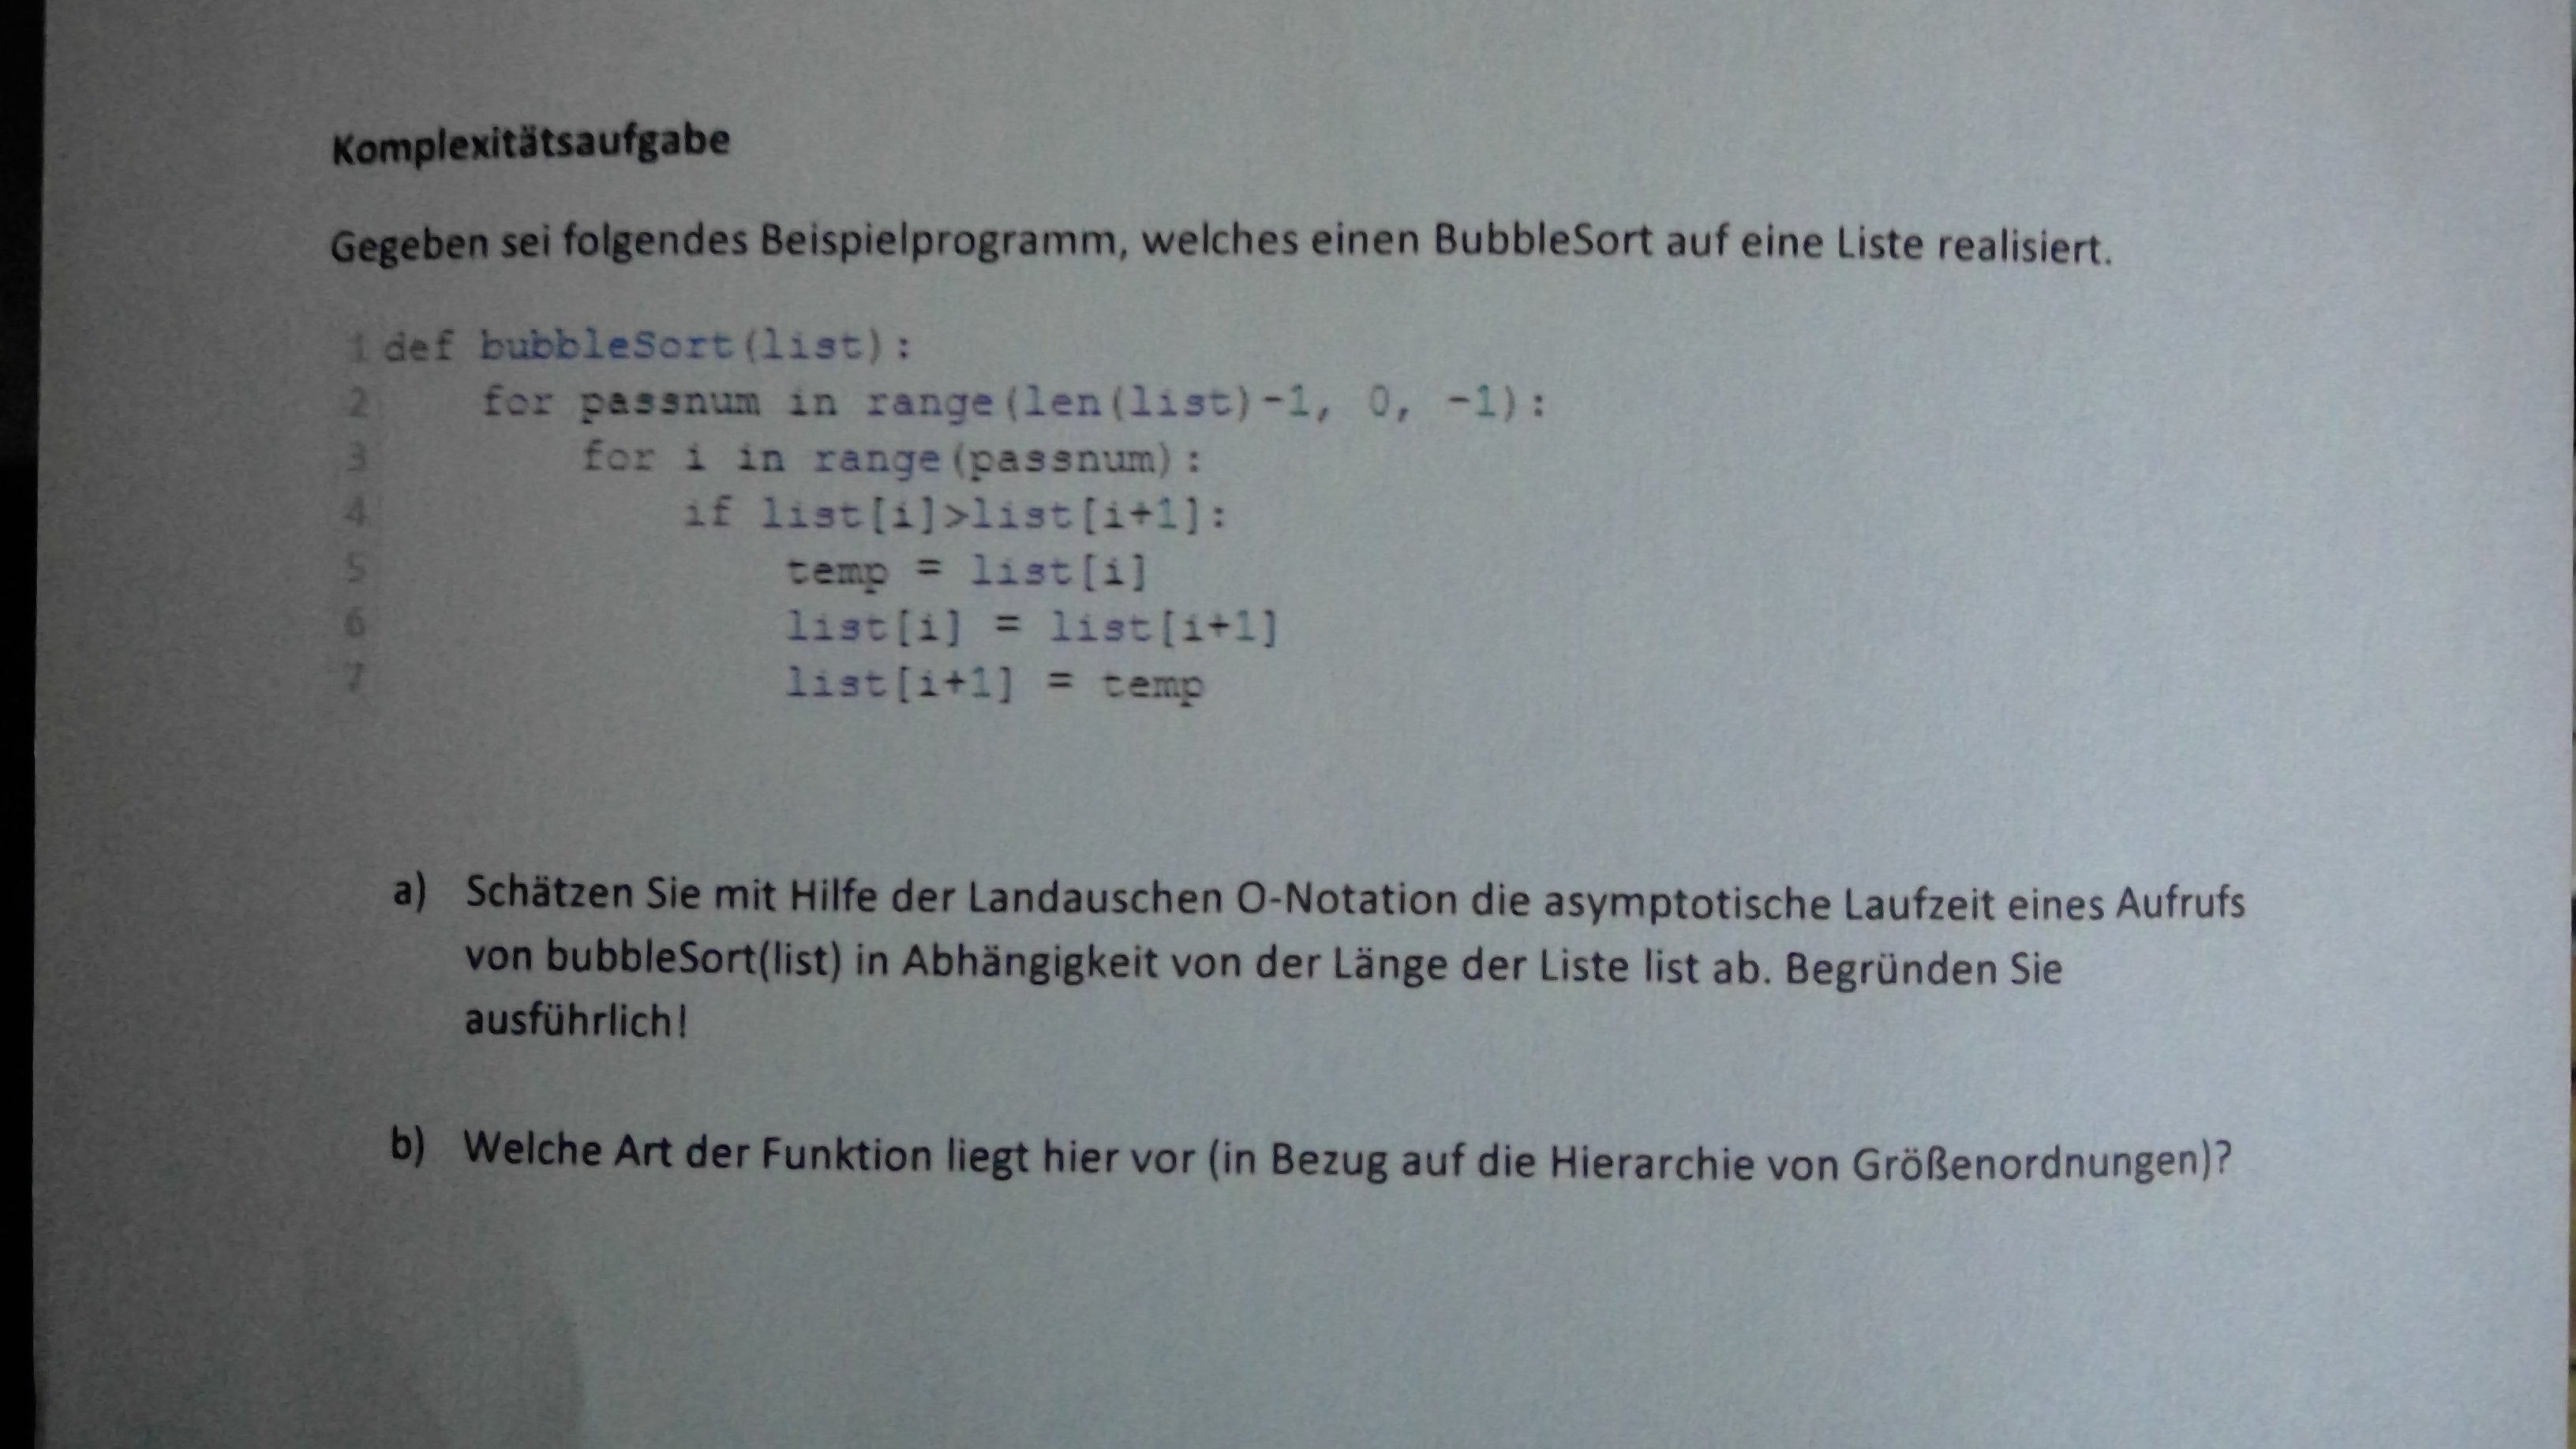 Komplexitätsaufgabe
Gegeben sei folgendes Beispielprogramm, welches einen BubbleSort auf eine Liste realisiert.
1 def bubbleSort(list):
2     for passnum in range(len(list)-1, 0, -1):
3         for i in range(passnum):
4             if list[i]>list[i+1]:
5                 temp = list[i]
6                 list[i] = list[i+1]
7                 list[i+1] = temp
a) Schätzen Sie mit Hilfe der Landauschen O-Notation die asymptotische Laufzeit eines Aufrufs
von bubbleSort(list) in Abhängigkeit von der Länge der Liste list ab. Begründen Sie
ausführlich!
b) Welche Art der Funktion liegt hier vor (in Bezug auf die Hierarchie von Größenordnungen)?